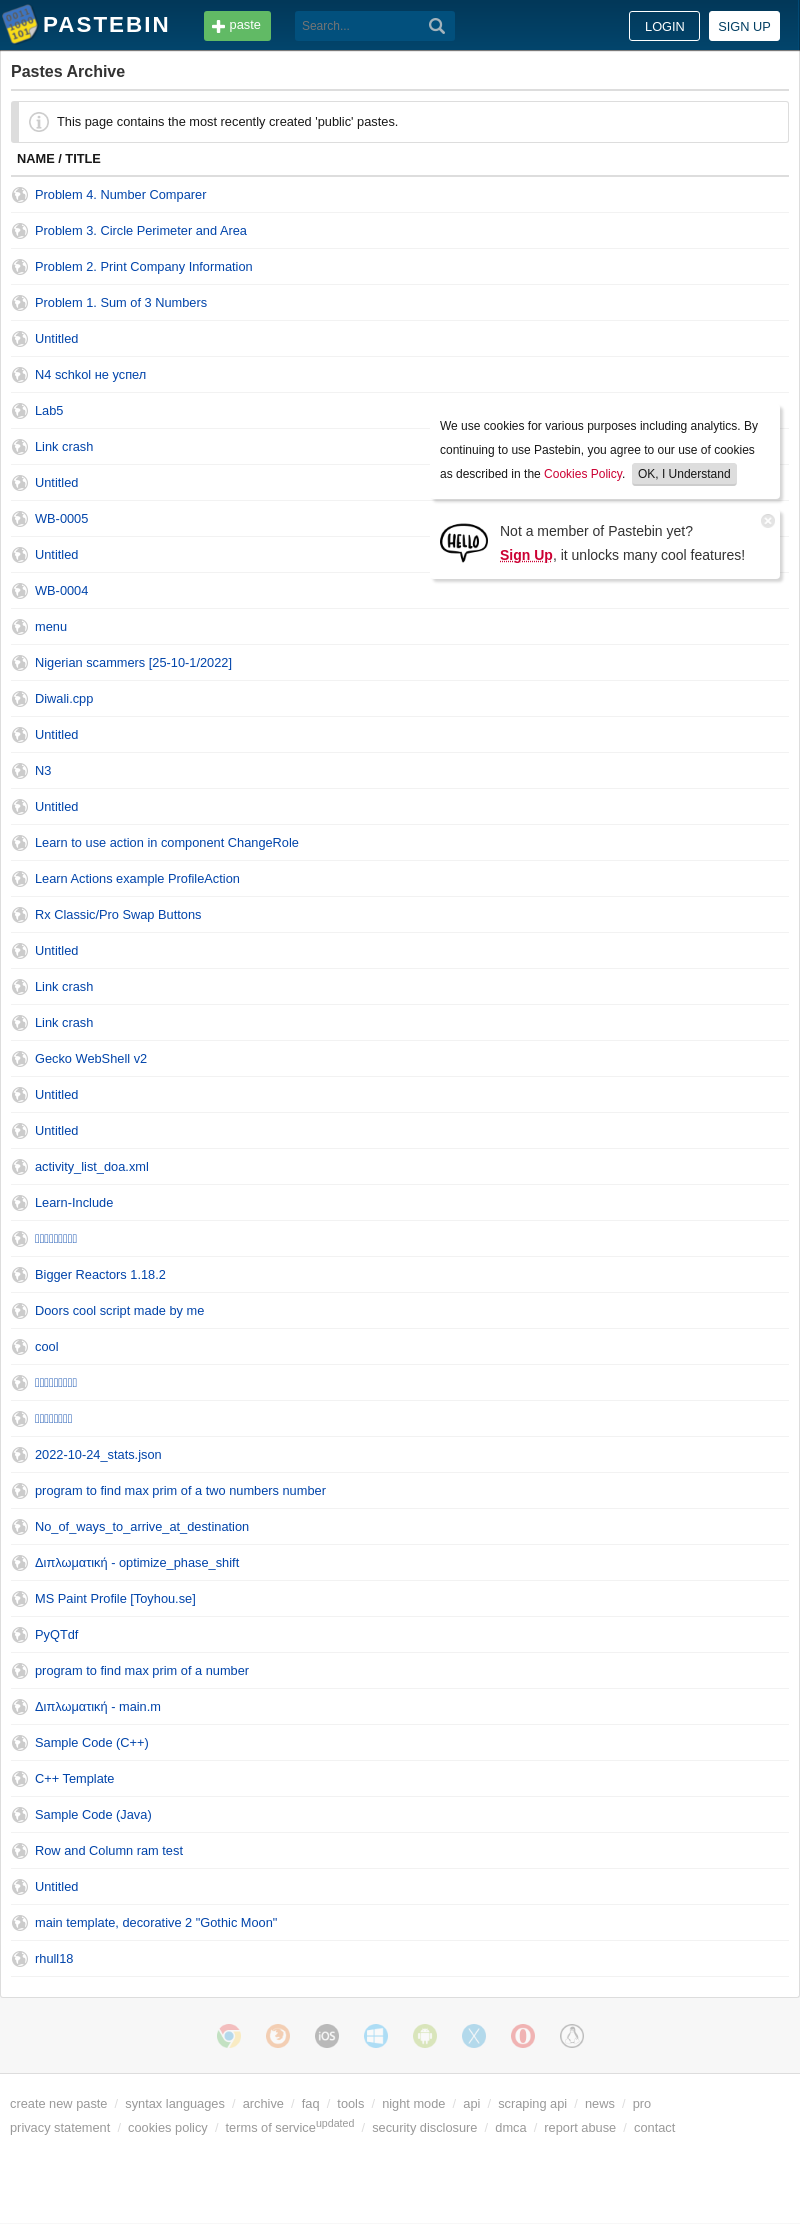 PASTEBIN
paste
Search...
LOGIN
SIGN UP
Pastes Archive
This page contains the most recently created 'public' pastes.
NAME / TITLE
Problem 4. Number Comparer
Problem 3. Circle Perimeter and Area
Problem 2. Print Company Information
Problem 1. Sum of 3 Numbers
Untitled
N4 schkol не успел
Lab5
Link crash
Untitled
WB-0005
Untitled
WB-0004
We use cookies for various purposes including analytics. By
continuing to use Pastebin, you agree to our use of cookies
as described in the Cookies Policy. OK, I Understand
HELLO
Not a member of Pastebin yet?
Sign Up, it unlocks many cool features!
menu
Nigerian scammers [25-10-1/2022]
Diwali.cpp
Untitled
N3
Untitled
Learn to use action in component ChangeRole
Learn Actions example ProfileAction
Rx Classic/Pro Swap Buttons
Untitled
Link crash
Link crash
Gecko WebShell v2
Untitled
Untitled
activity_list_doa.xml
Learn-Include
Bigger Reactors 1.18.2
Doors cool script made by me
cool
2022-10-24_stats.json
program to find max prim of a two numbers number
No_of_ways_to_arrive_at_destination
Διπλωματική - optimize_phase_shift
MS Paint Profile [Toyhou.se]
PyQTdf
program to find max prim of a number
Διπλωματική - main.m
Sample Code (C++)
C++ Template
Sample Code (Java)
Row and Column ram test
Untitled
main template, decorative 2 "Gothic Moon"
rhull18
iOS
create new paste / syntax languages / archive / faq / tools / night mode / api / scraping api / news / pro
privacy statement / cookies policy / terms of service updated / security disclosure / dmca / report abuse / contact